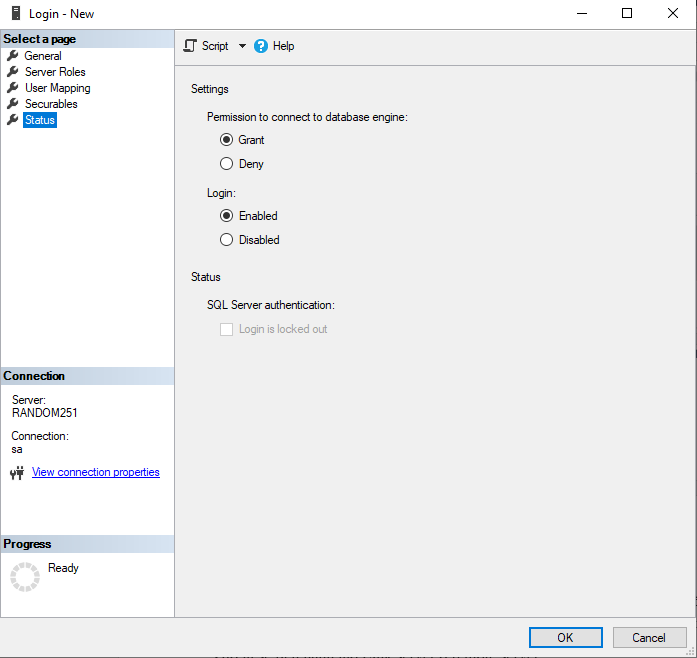 Login - New
Select a page
General
Server Roles
User Mapping
Securables
Status
Script
Help
Settings
Permission to connect to database engine:
Grant
Deny
Login:
Enabled
Disabled
Status
SQL Server authentication:
Login is locked out
Connection
Server:
RANDOM251
Connection:
sa
View connection properties
Progress
Ready
OK
Cancel